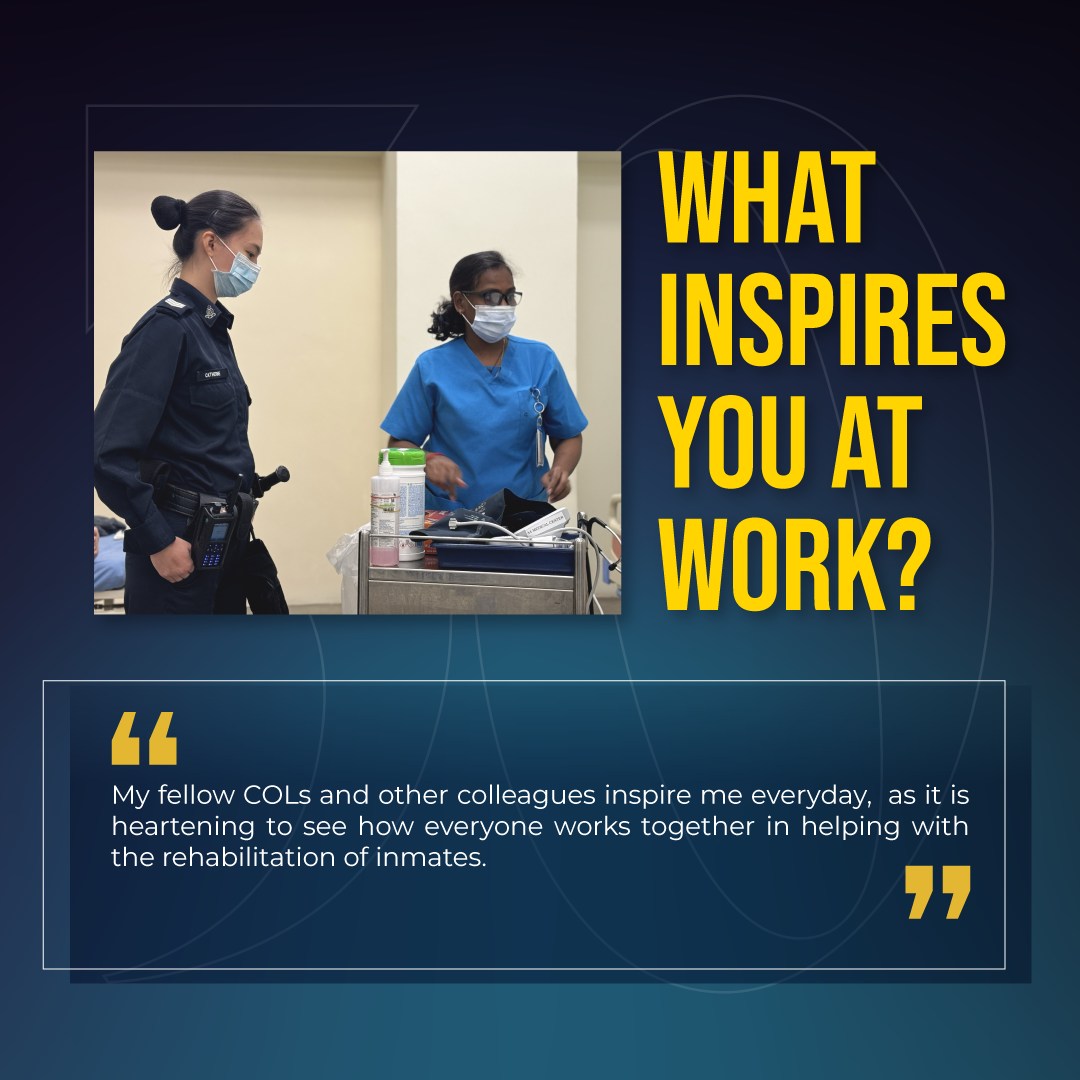 WHAT
INSPIRES
YOU AT
WORK?
“
My fellow COLs and other colleagues inspire me everyday,  as it is
heartening to see how everyone works together in helping with
the rehabilitation of inmates.
”